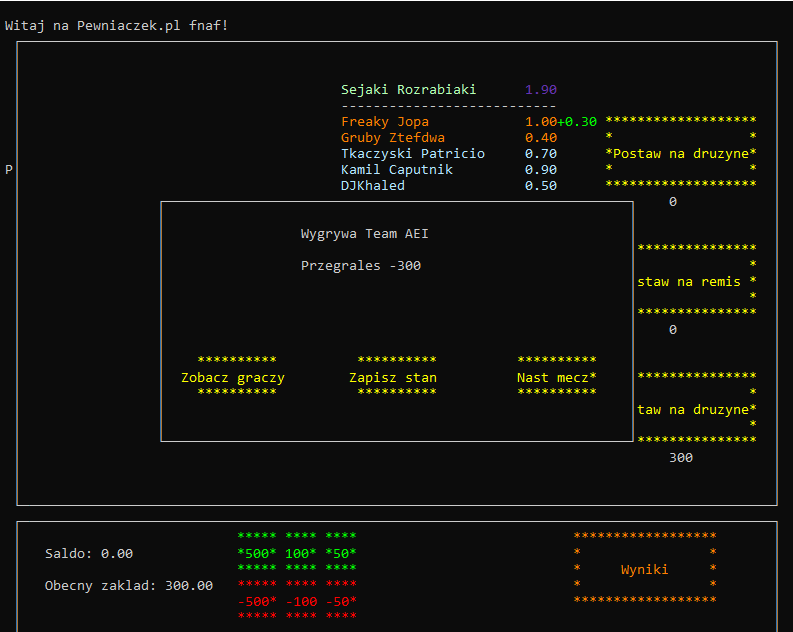 Witaj na Pewniaczek.pl fnaf!
Sejaki Rozrabiaki 1.90
---------------------------
Freaky Jopa 1.00+0.30 *******************
Gruby Ztefdwa 0.40 * *
Tkaczyski Patricio 0.70 *Postaw na druzyne*
P Kamil Caputnik 0.90 * *
DJKhaled 0.50 *******************
0
Wygrywa Team AEI
***************
Przegrales -300 *
staw na remis *
*
***************
0
********** ********** **********
Zobacz graczy Zapisz stan Nast mecz* ***************
********** ********** ********** *
taw na druzyne*
*
***************
300
***** **** **** ******************
Saldo: 0.00 *500* 100* *50* * *
***** **** **** * Wyniki *
Obecny zaklad: 300.00 ***** **** **** * *
-500* -100 -50* ******************
***** **** ****